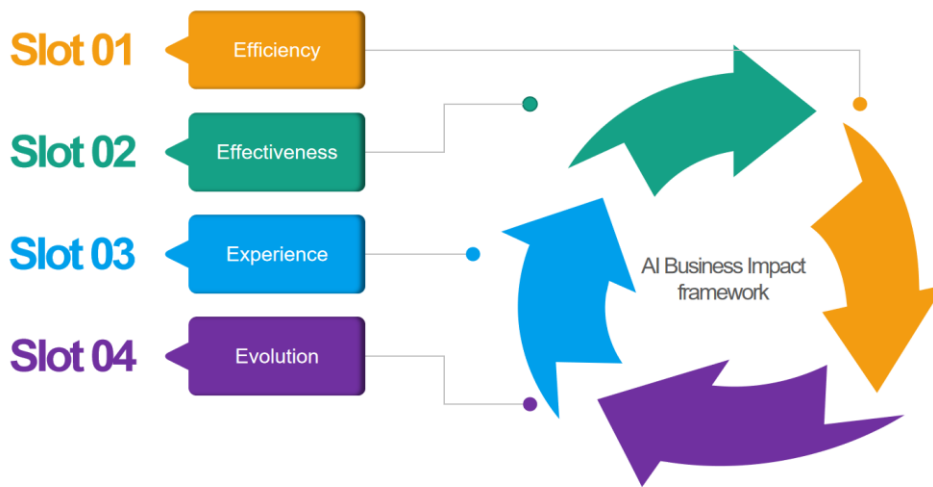 Slot 01
Efficiency
Slot 02
Effectiveness
Slot 03
Experience
Slot 04
Evolution
AI Business Impact
framework